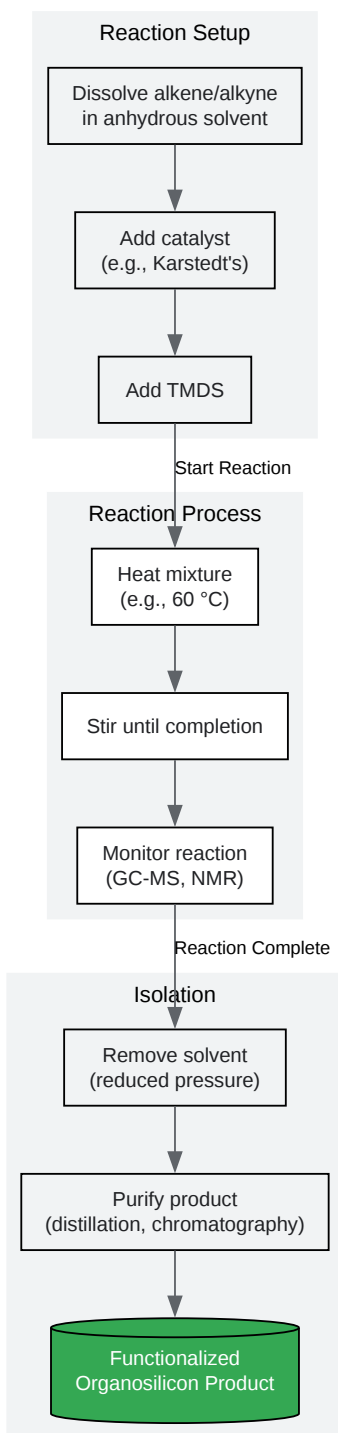 Reaction Setup
Dissolve alkene/alkyne
in anhydrous solvent
Add catalyst
(e.g., Karstedt's)
Add TMDS
Start Reaction
Reaction Process
Heat mixture
(e.g., 60 °C)
Stir until completion
Monitor reaction
(GC-MS, NMR)
Reaction Complete
Isolation
Remove solvent
(reduced pressure)
Purify product
(distillation, chromatography)
Functionalized
Organosilicon Product